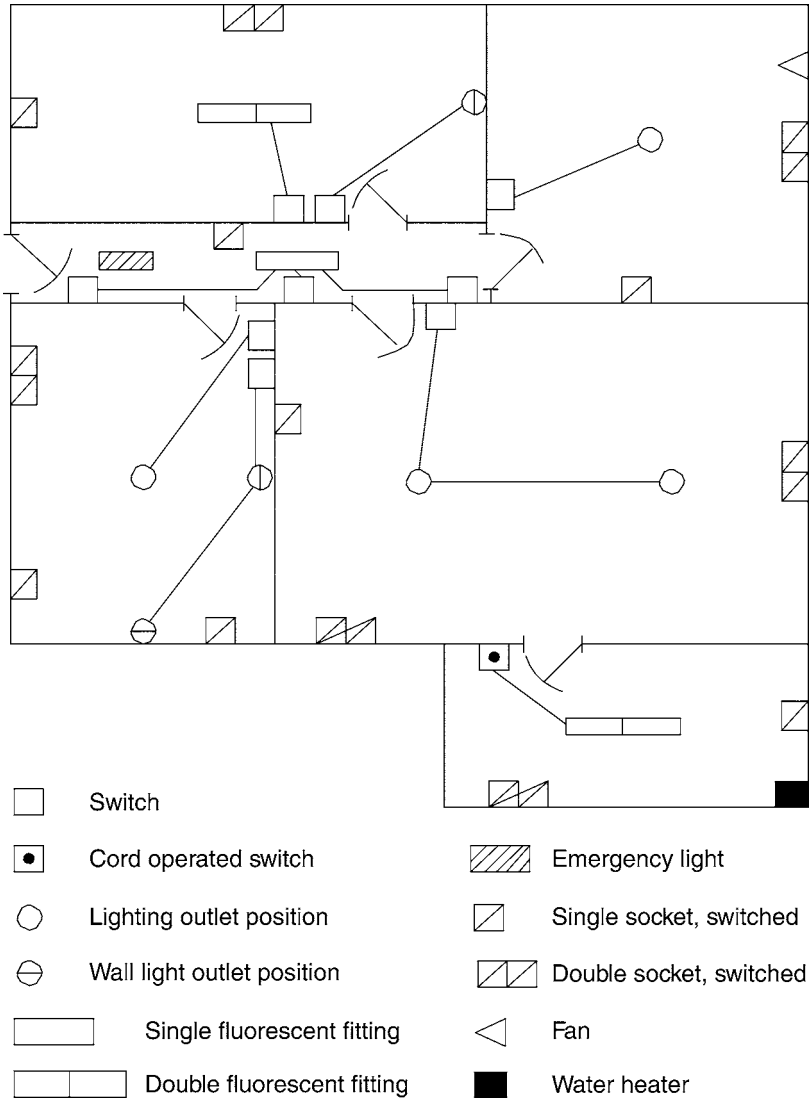 Switch
Cord operated switch
Lighting outlet position
Wall light outlet position
Single fluorescent fitting
Double fluorescent fitting
Emergency light
Single socket, switched
Double socket, switched
Fan
Water heater